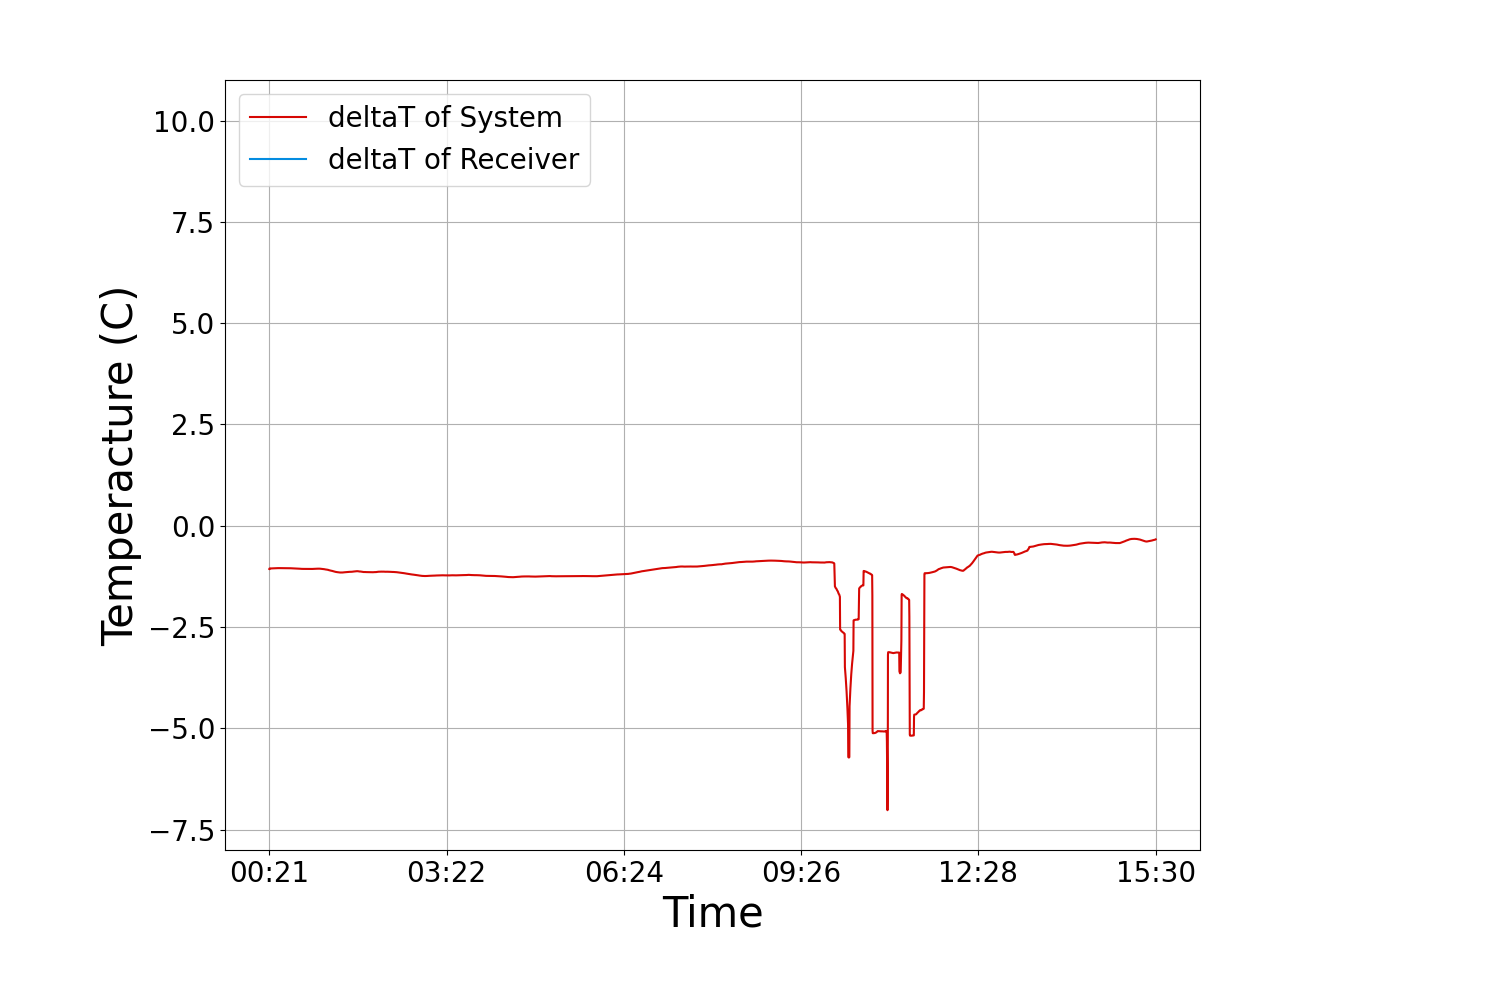 deltaT of System
deltaT of Receiver
10.0
7.5
5.0
2.5
0.0
−2.5
−5.0
−7.5
Temperacture (C)
00:21 03:22 06:24 09:26 12:28 15:30
Time